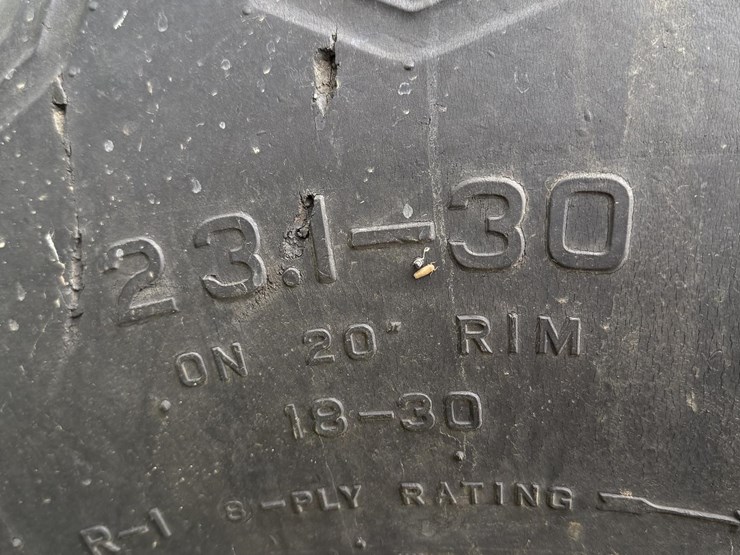 23.1-30
ON 20" RIM
18-30
R-1 8-PLY RATING